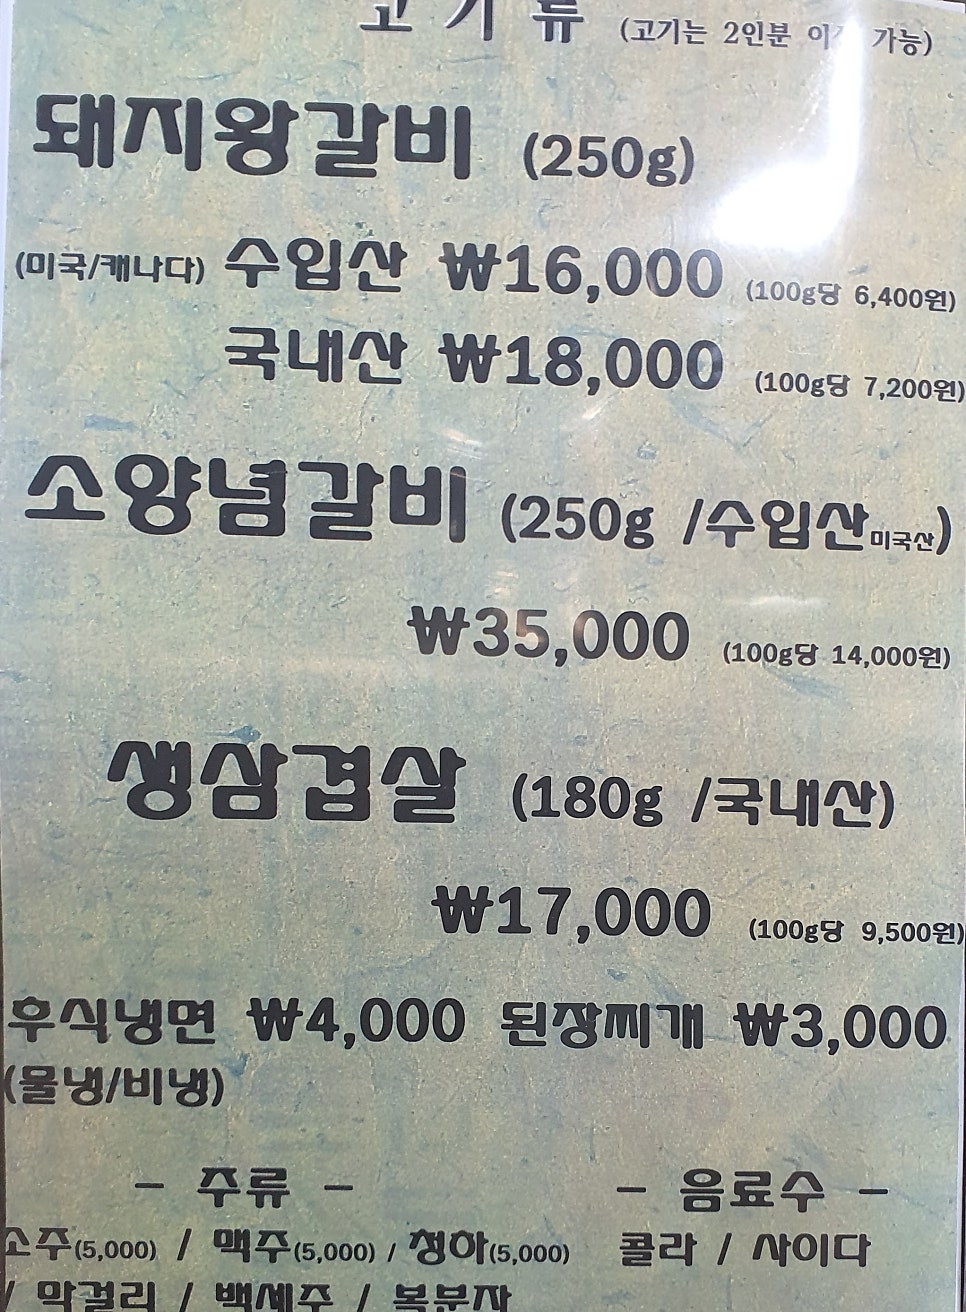 고 기 류 (고기는 2인분 이상 가능)
돼지왕갈비 (250g)
(미국/캐나다) 수입산 ₩16,000 (100g당 6,400원)
국내산 ₩18,000 (100g당 7,200원)
소양념갈비 (250g /수입산미국산)
₩35,000 (100g당 14,000원)
생삼겹살 (180g /국내산)
₩17,000 (100g당 9,500원)
후식냉면 ₩4,000 된장찌개 ₩3,000
(물냉/비냉)
- 주류 - - 음료수 -
소주(5,000) / 맥주(5,000) / 청하(5,000) 콜라 / 사이다
/ 막걸리 / 백세주 / 복분자